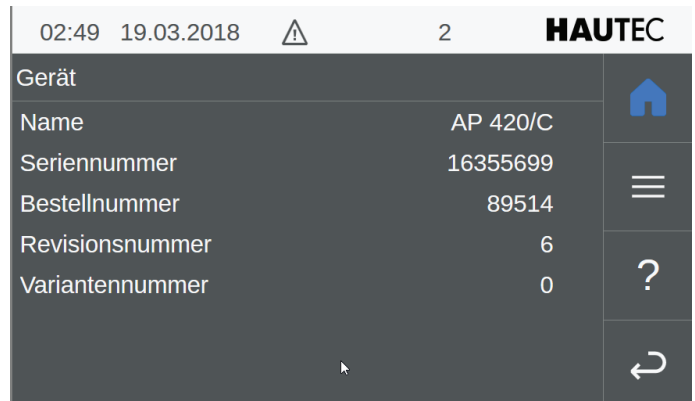 02:49 19.03.2018 2 HAUTEC
Gerät
Name AP 420/C
Seriennummer 16355699
Bestellnummer 89514
Revisionsnummer 6
?
Variantennummer 0